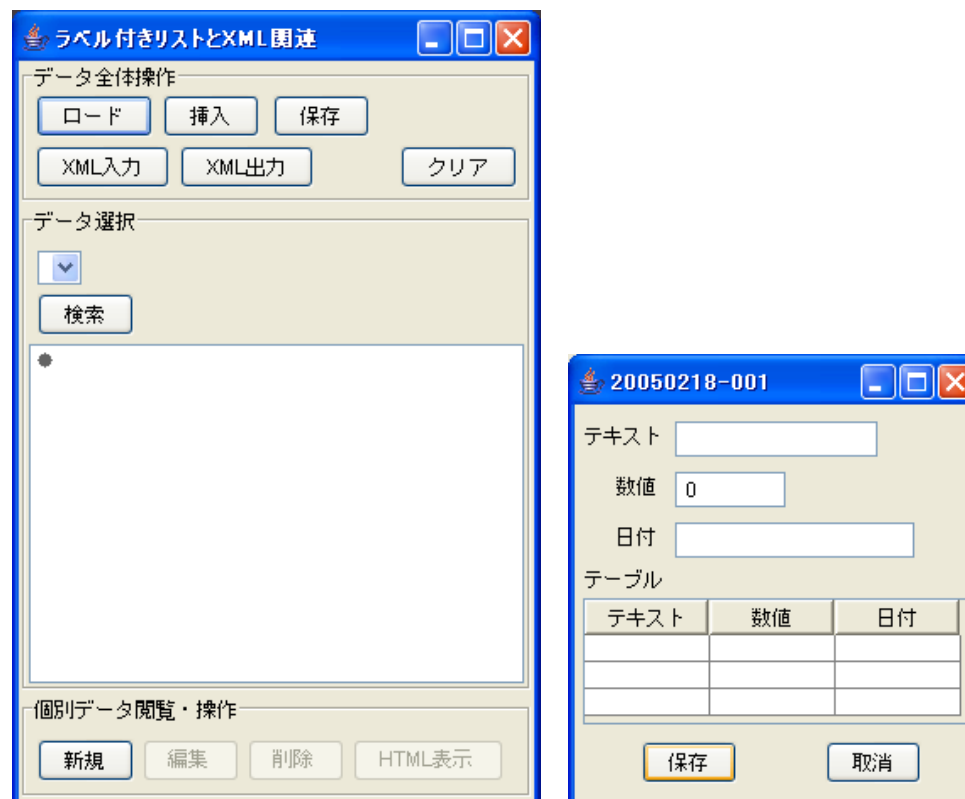 ラベル付きリストとXML関連
データ全体操作
ロード 挿入 保存
XML入力 XML出力 クリア
データ選択
検索
個別データ閲覧・操作
新規 編集 削除 HTML表示
20050218-001
テキスト
数値 0
日付
テーブル
テキスト 数値 日付
保存 取消